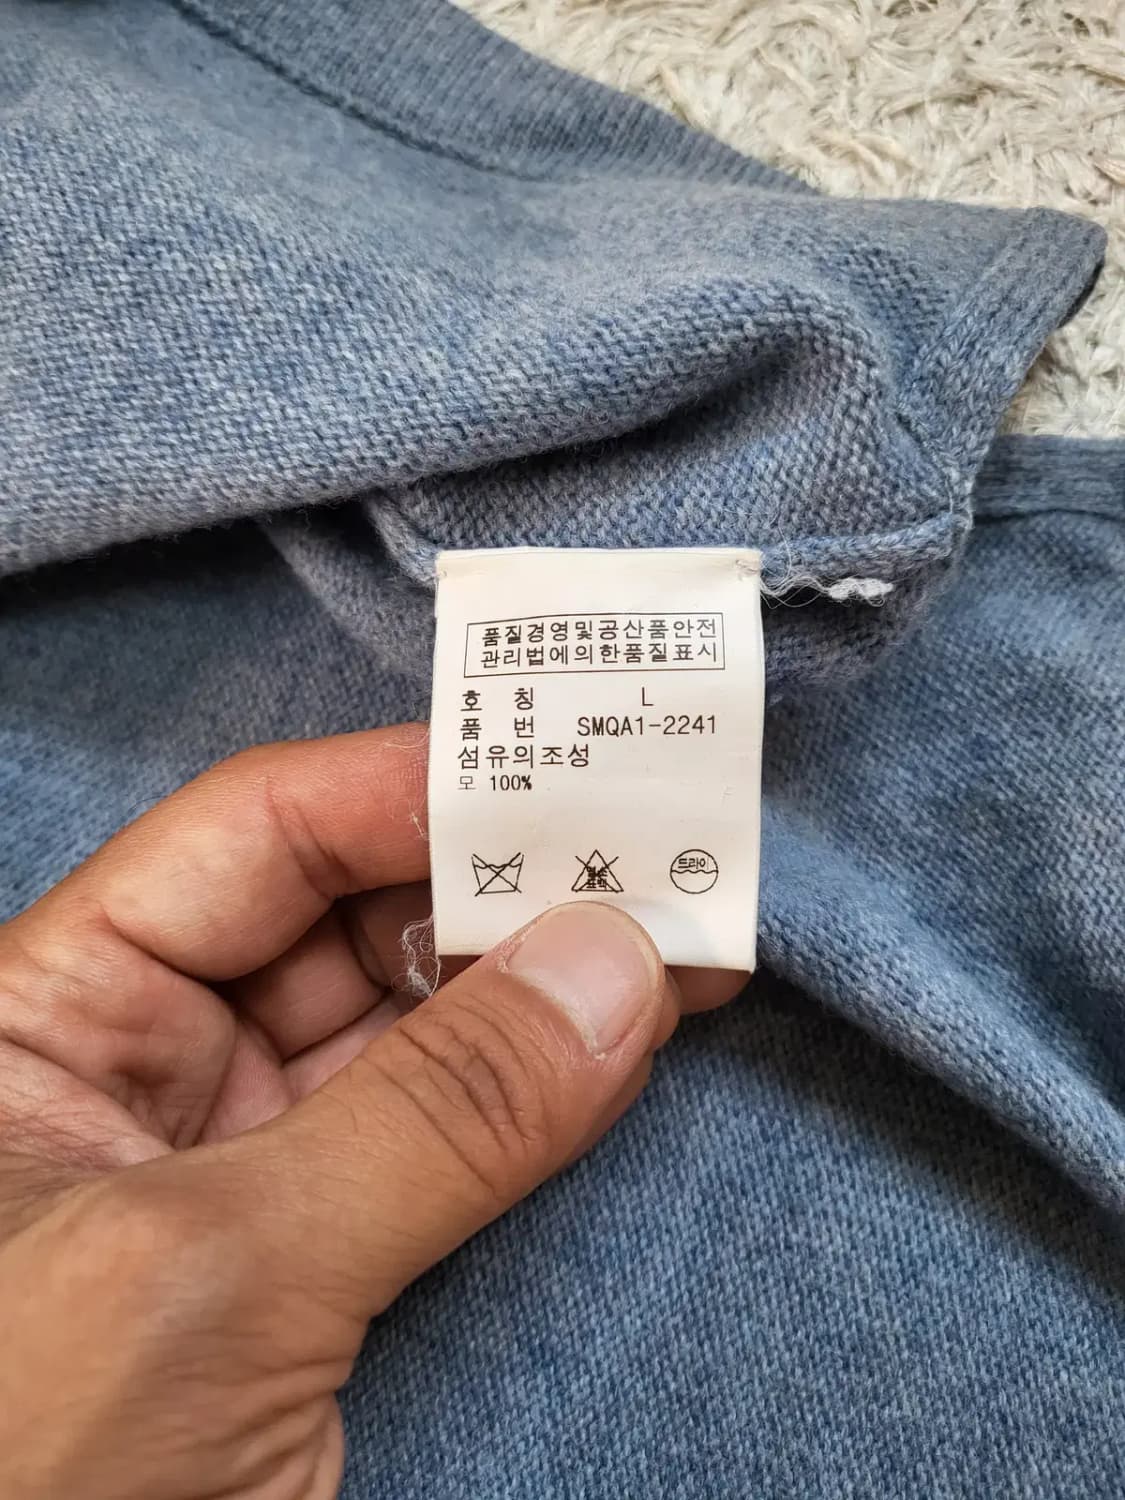 품질경영및공산품안전
관리법에의한품질표시
호 칭 L
품 번 SMQA1-2241
섬유의조성
모 100%
드라이